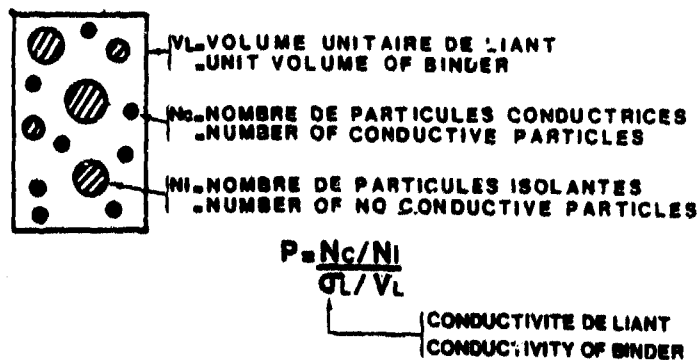 VL=VOLUME UNITAIRE DE LIANT
=UNIT VOLUME OF BINDER
Nc=NOMBRE DE PARTICULES CONDUCTRICES
=NUMBER OF CONDUCTIVE PARTICLES
NI=NOMBRE DE PARTICULES ISOLANTES
=NUMBER OF NO CONDUCTIVE PARTICLES
P=Nc/NI
σL/VL
CONDUCTIVITE DE LIANT
CONDUCTIVITY OF BINDER